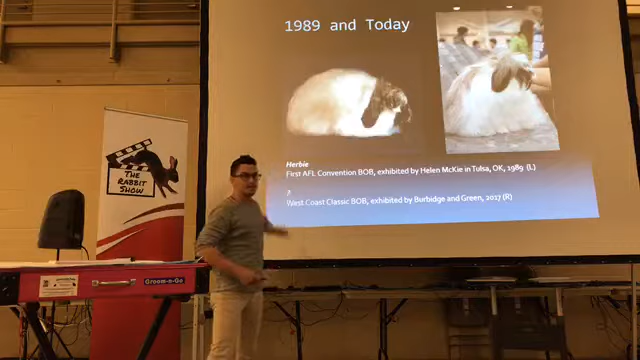 1989 and Today
Herbie
First AFL Convention BOB, exhibited by Helen McKie in Tulsa, OK, 1989 (L)
?
West Coast Classic BOB, exhibited by Burbidge and Green, 2017 (R)
THE
RABBIT
SHOW
Groom-n-Go